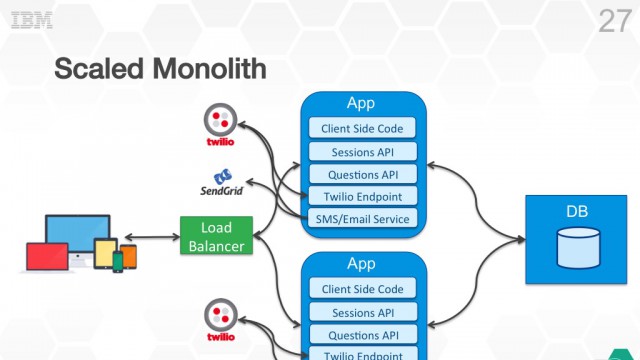 IBM
27
Scaled Monolith
App
Client Side Code
Sessions API
Questions API
Twilio Endpoint
SMS/Email Service
twilio
SendGrid
Load
Balancer
DB
App
Client Side Code
Sessions API
Questions API
Twilio Endpoint
twilio